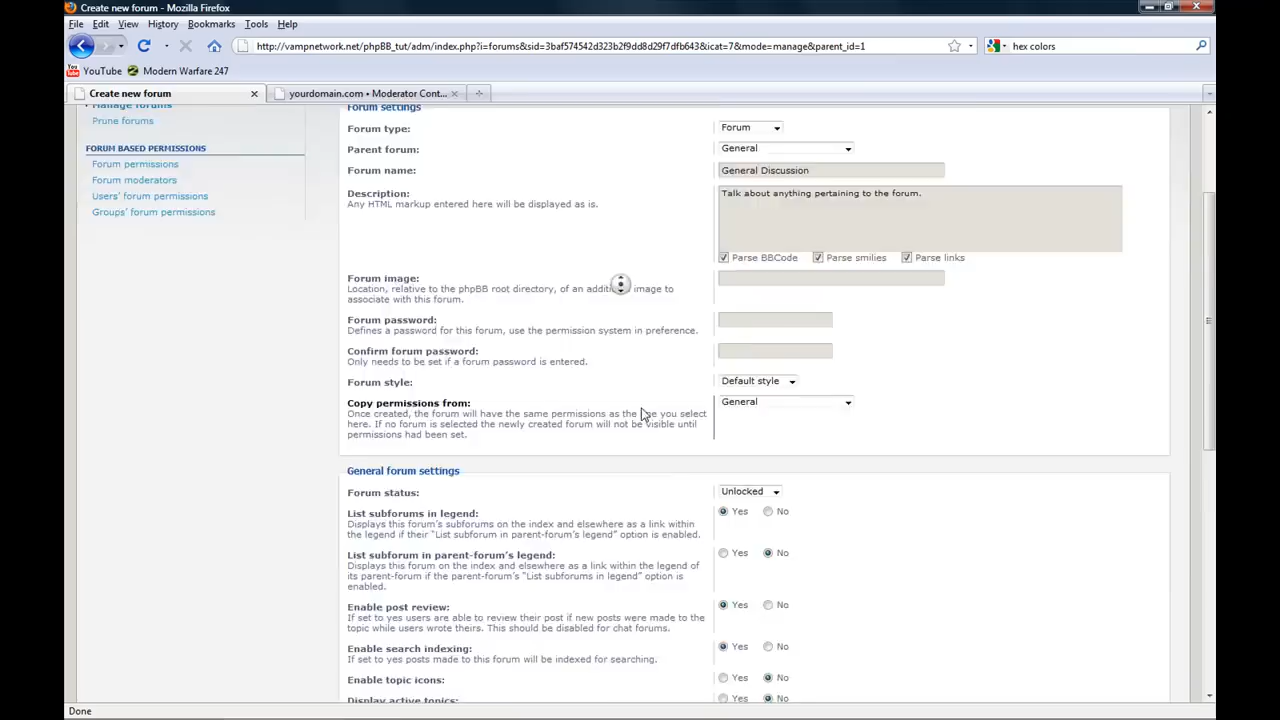 Create new forum - Mozilla Firefox
File Edit View History Bookmarks Tools Help
http://vampnetwork.net/phpBB_tut/adm/index.php?i=forums&sid=3baf574542d323b2f9dd8d29f7dfb643&icat=7&mode=manage&parent_id=1
hex colors
YouTube Modern Warfare 247
Create new forum
yourdomain.com • Moderator Cont...
Manage forums
Prune forums
FORUM BASED PERMISSIONS
Forum permissions
Forum moderators
Users' forum permissions
Groups' forum permissions
Forum settings
Forum type: Forum
Parent forum: General
Forum name: General Discussion
Description: Talk about anything pertaining to the forum.
Any HTML markup entered here will be displayed as is.
Parse BBCode Parse smilies Parse links
Forum image:
Location, relative to the phpBB root directory, of an additi image to
associate with this forum.
Forum password:
Defines a password for this forum, use the permission system in preference.
Confirm forum password:
Only needs to be set if a forum password is entered.
Forum style: Default style
Copy permissions from: General
Once created, the forum will have the same permissions as the one you select
here. If no forum is selected the newly created forum will not be visible until
permissions had been set.
General forum settings
Forum status: Unlocked
List subforums in legend: Yes No
Displays this forum's subforums on the index and elsewhere as a link within
the legend if their "List subforum in parent-forum's legend" option is enabled.
List subforum in parent-forum's legend: Yes No
Displays this forum on the index and elsewhere as a link within the legend of
its parent-forum if the parent-forum's "List subforums in legend" option is
enabled.
Enable post review: Yes No
If set to yes users are able to review their post if new posts were made to the
topic while users wrote theirs. This should be disabled for chat forums.
Enable search indexing: Yes No
If set to yes posts made to this forum will be indexed for searching.
Enable topic icons: Yes No
Display active topics: Yes No
Done